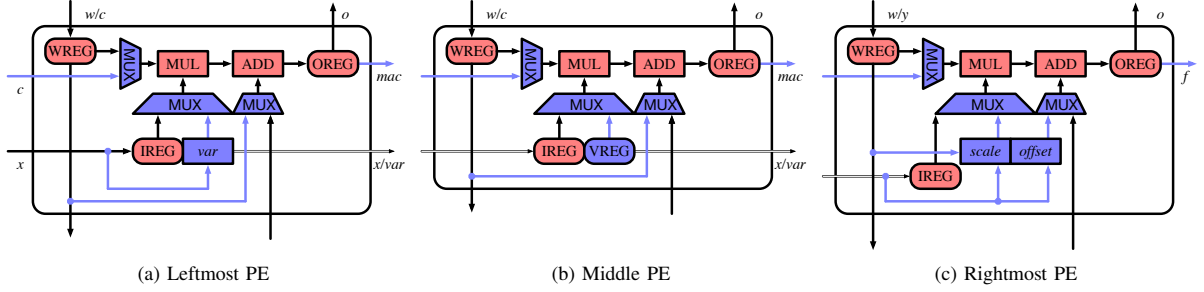 w/c
o
WREG
MUX
MUL
ADD
OREG
c
mac
MUX
MUX
IREG
var
x
x/var
(a) Leftmost PE
w/c
o
WREG
MUX
MUL
ADD
OREG
mac
MUX
MUX
IREG
VREG
x/var
(b) Middle PE
w/y
o
WREG
MUX
MUL
ADD
OREG
f
MUX
MUX
scale
offset
IREG
(c) Rightmost PE